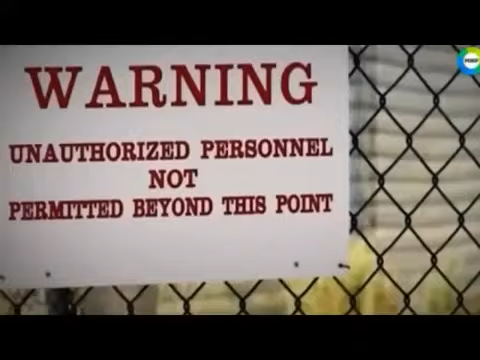 WARNING
UNAUTHORIZED PERSONNEL
NOT
PERMITTED BEYOND THIS POINT